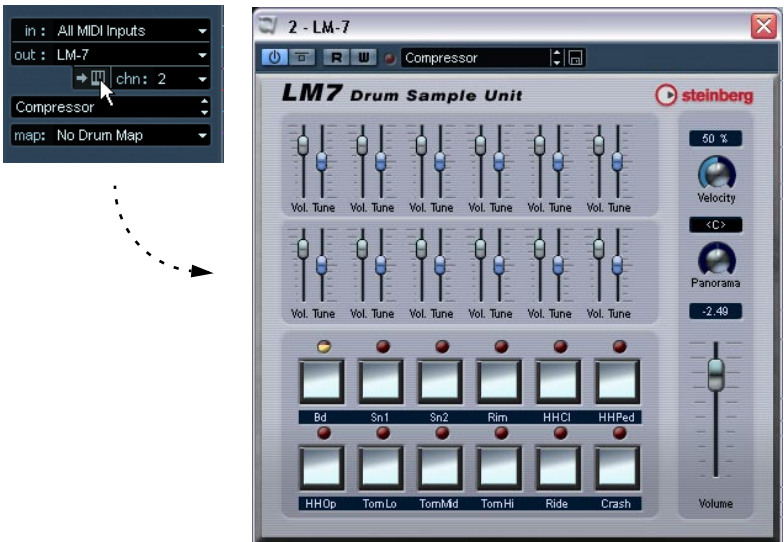 in : All MIDI Inputs
out : LM-7
chn: 2
Compressor
map: No Drum Map
2 - LM-7
R W Compressor
LM7 Drum Sample Unit
steinberg
Vol. Tune Vol. Tune Vol. Tune Vol. Tune Vol. Tune Vol. Tune
Vol. Tune Vol. Tune Vol. Tune Vol. Tune Vol. Tune Vol. Tune
50 %
Velocity
<C>
Panorama
-2.49
Volume
Bd Sn1 Sn2 Rim HHCl HHPed
HHOp TomLo TomMid TomHi Ride Crash